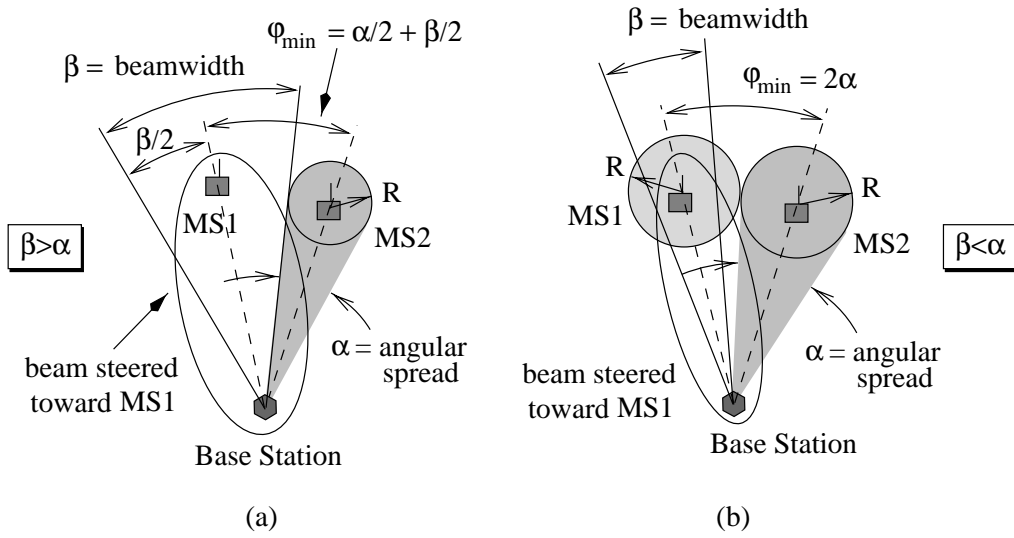 φmin = α/2 + β/2
β = beamwidth
β/2
MS1
R
MS2
β>α
α = angular
spread
beam steered
toward MS1
Base Station
(a)
β = beamwidth
φmin = 2α
R
MS1
R
MS2
β<α
α = angular
spread
beam steered
toward MS1
Base Station
(b)